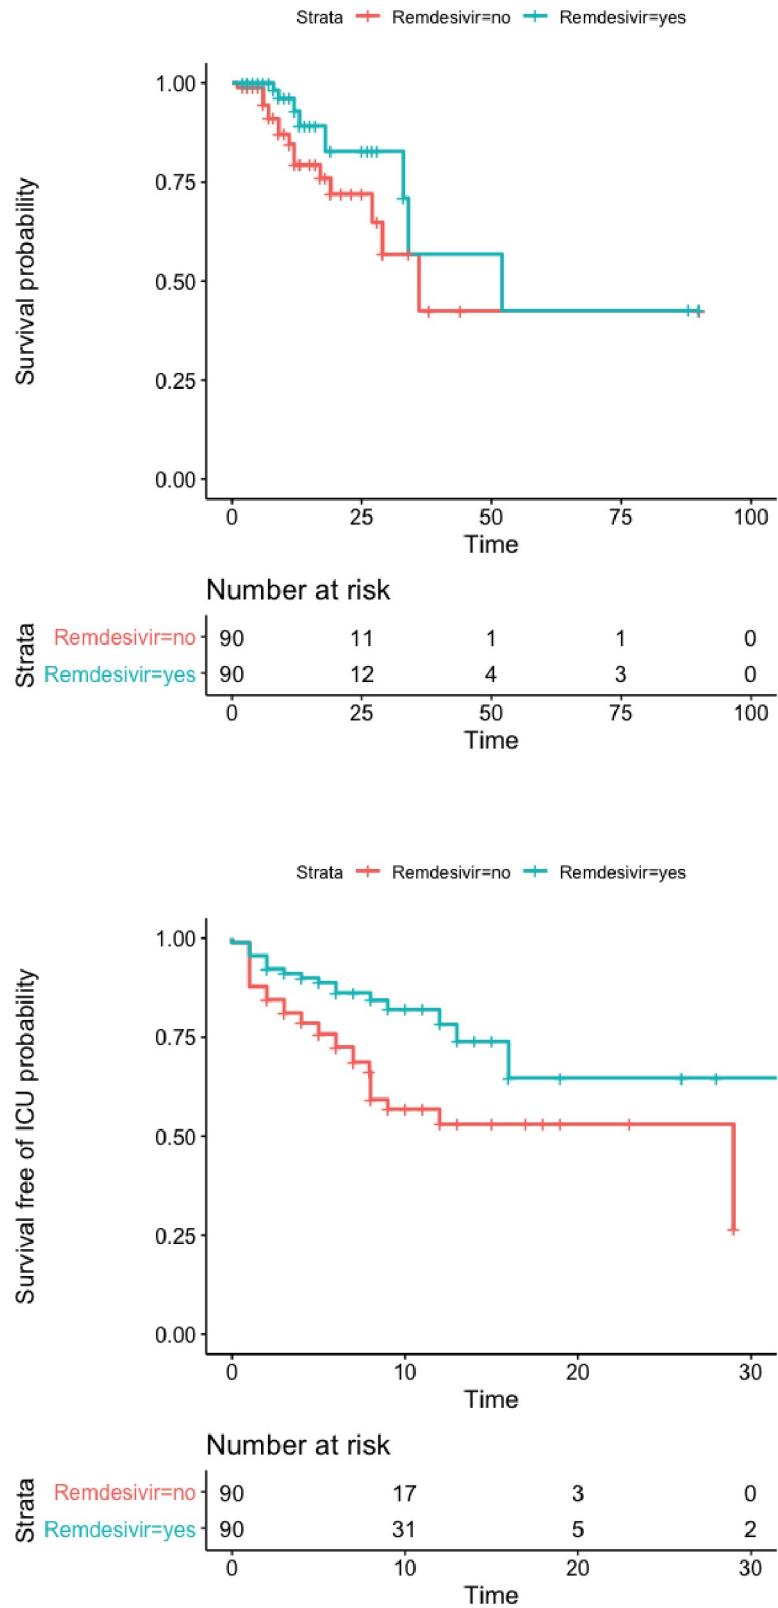 Strata Remdesivir=no Remdesivir=yes
Survival probability
1.00
0.75
0.50
0.25
0.00
0 25 50 75 100
Time
Number at risk
Strata
Remdesivir=no 90 11 1 1 0
Remdesivir=yes 90 12 4 3 0
0 25 50 75 100
Time
Strata Remdesivir=no Remdesivir=yes
Survival free of ICU probability
1.00
0.75
0.50
0.25
0.00
0 10 20 30
Time
Number at risk
Strata
Remdesivir=no 90 17 3 0
Remdesivir=yes 90 31 5 2
0 10 20 30
Time